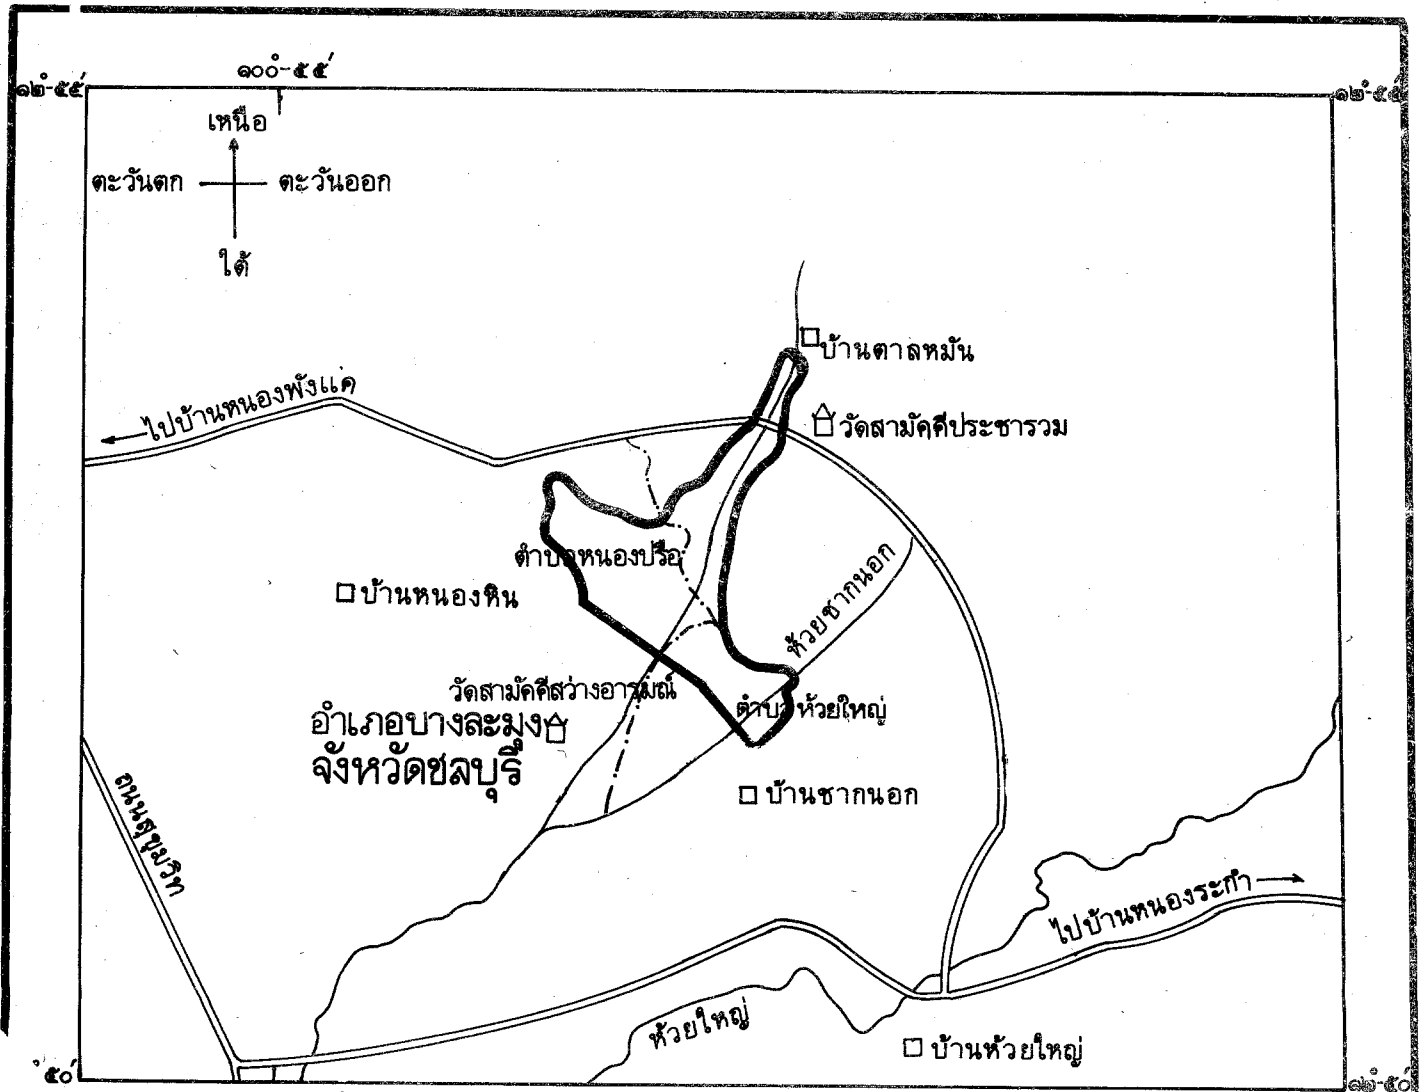 ๑๐๐°-๕๕′
๑๒°-๕๕′
๑๒°-๕๕′
เหนือ
ตะวันตก
ตะวันออก
ใต้
บ้านตาลหมัน
ไปบ้านหนองพังแค
วัดสามัคคีประชารวม
ตำบลหนองปรือ
ห้วยชากนอก
บ้านหนองหิน
วัดสามัคคีสว่างอารมณ์
ตำบลห้วยใหญ่
อำเภอบางละมุง
จังหวัดชลบุรี
ถนนสุขุมวิท
บ้านชากนอก
ไปบ้านหนองระกำ
ห้วยใหญ่
บ้านห้วยใหญ่
°๕๐′
๑๒°-๕๐′